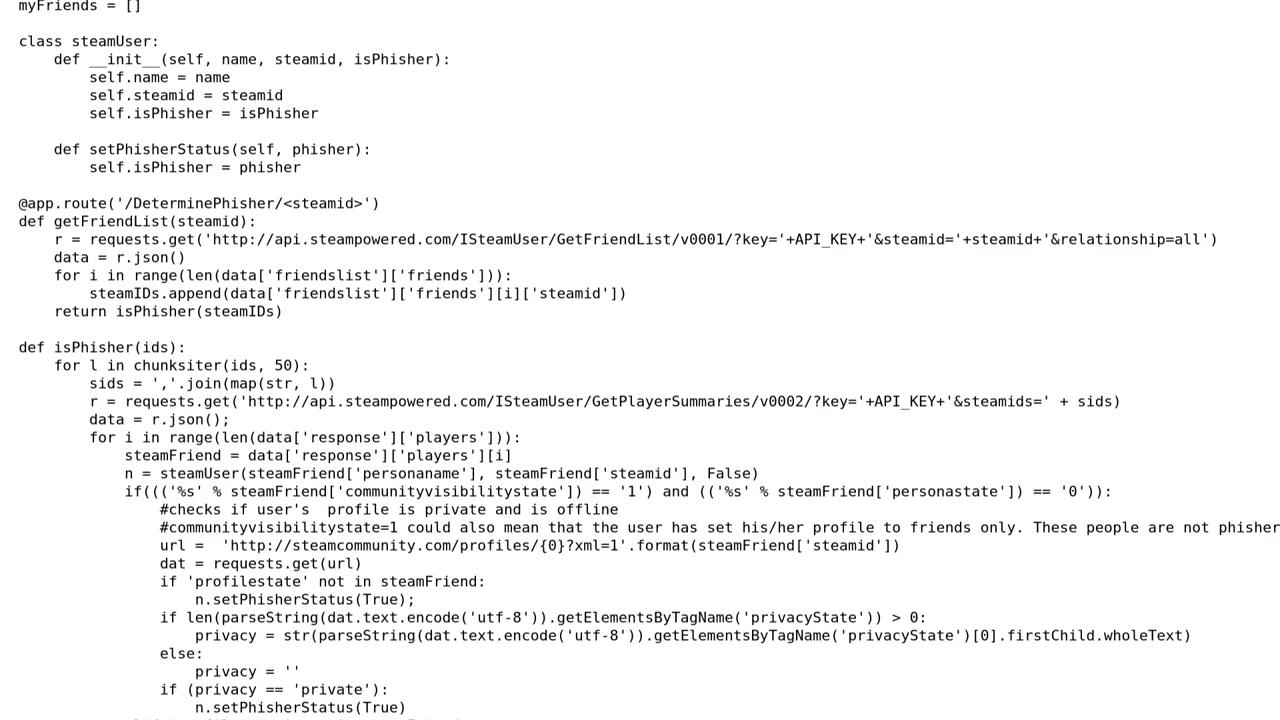 myFriends = []
class steamUser:
    def __init__(self, name, steamid, isPhisher):
        self.name = name
        self.steamid = steamid
        self.isPhisher = isPhisher
    def setPhisherStatus(self, phisher):
        self.isPhisher = phisher
@app.route('/DeterminePhisher/<steamid>')
def getFriendList(steamid):
    r = requests.get('http://api.steampowered.com/ISteamUser/GetFriendList/v0001/?key='+API_KEY+'&steamid='+steamid+'&relationship=all')
    data = r.json()
    for i in range(len(data['friendslist']['friends'])):
        steamIDs.append(data['friendslist']['friends'][i]['steamid'])
    return isPhisher(steamIDs)
def isPhisher(ids):
    for l in chunksiter(ids, 50):
        sids = ','.join(map(str, l))
        r = requests.get('http://api.steampowered.com/ISteamUser/GetPlayerSummaries/v0002/?key='+API_KEY+'&steamids=' + sids)
        data = r.json();
        for i in range(len(data['response']['players'])):
            steamFriend = data['response']['players'][i]
            n = steamUser(steamFriend['personaname'], steamFriend['steamid'], False)
            if((('%s' % steamFriend['communityvisibilitystate']) == '1') and (('%s' % steamFriend['personastate']) == '0')):
                #checks if user's  profile is private and is offline
                #communityvisibilitystate=1 could also mean that the user has set his/her profile to friends only. These people are not phisher
                url =  'http://steamcommunity.com/profiles/{0}?xml=1'.format(steamFriend['steamid'])
                dat = requests.get(url)
                if 'profilestate' not in steamFriend:
                    n.setPhisherStatus(True);
                if len(parseString(dat.text.encode('utf-8')).getElementsByTagName('privacyState')) > 0:
                    privacy = str(parseString(dat.text.encode('utf-8')).getElementsByTagName('privacyState')[0].firstChild.wholeText)
                else:
                    privacy = ''
                if (privacy == 'private'):
                    n.setPhisherStatus(True)